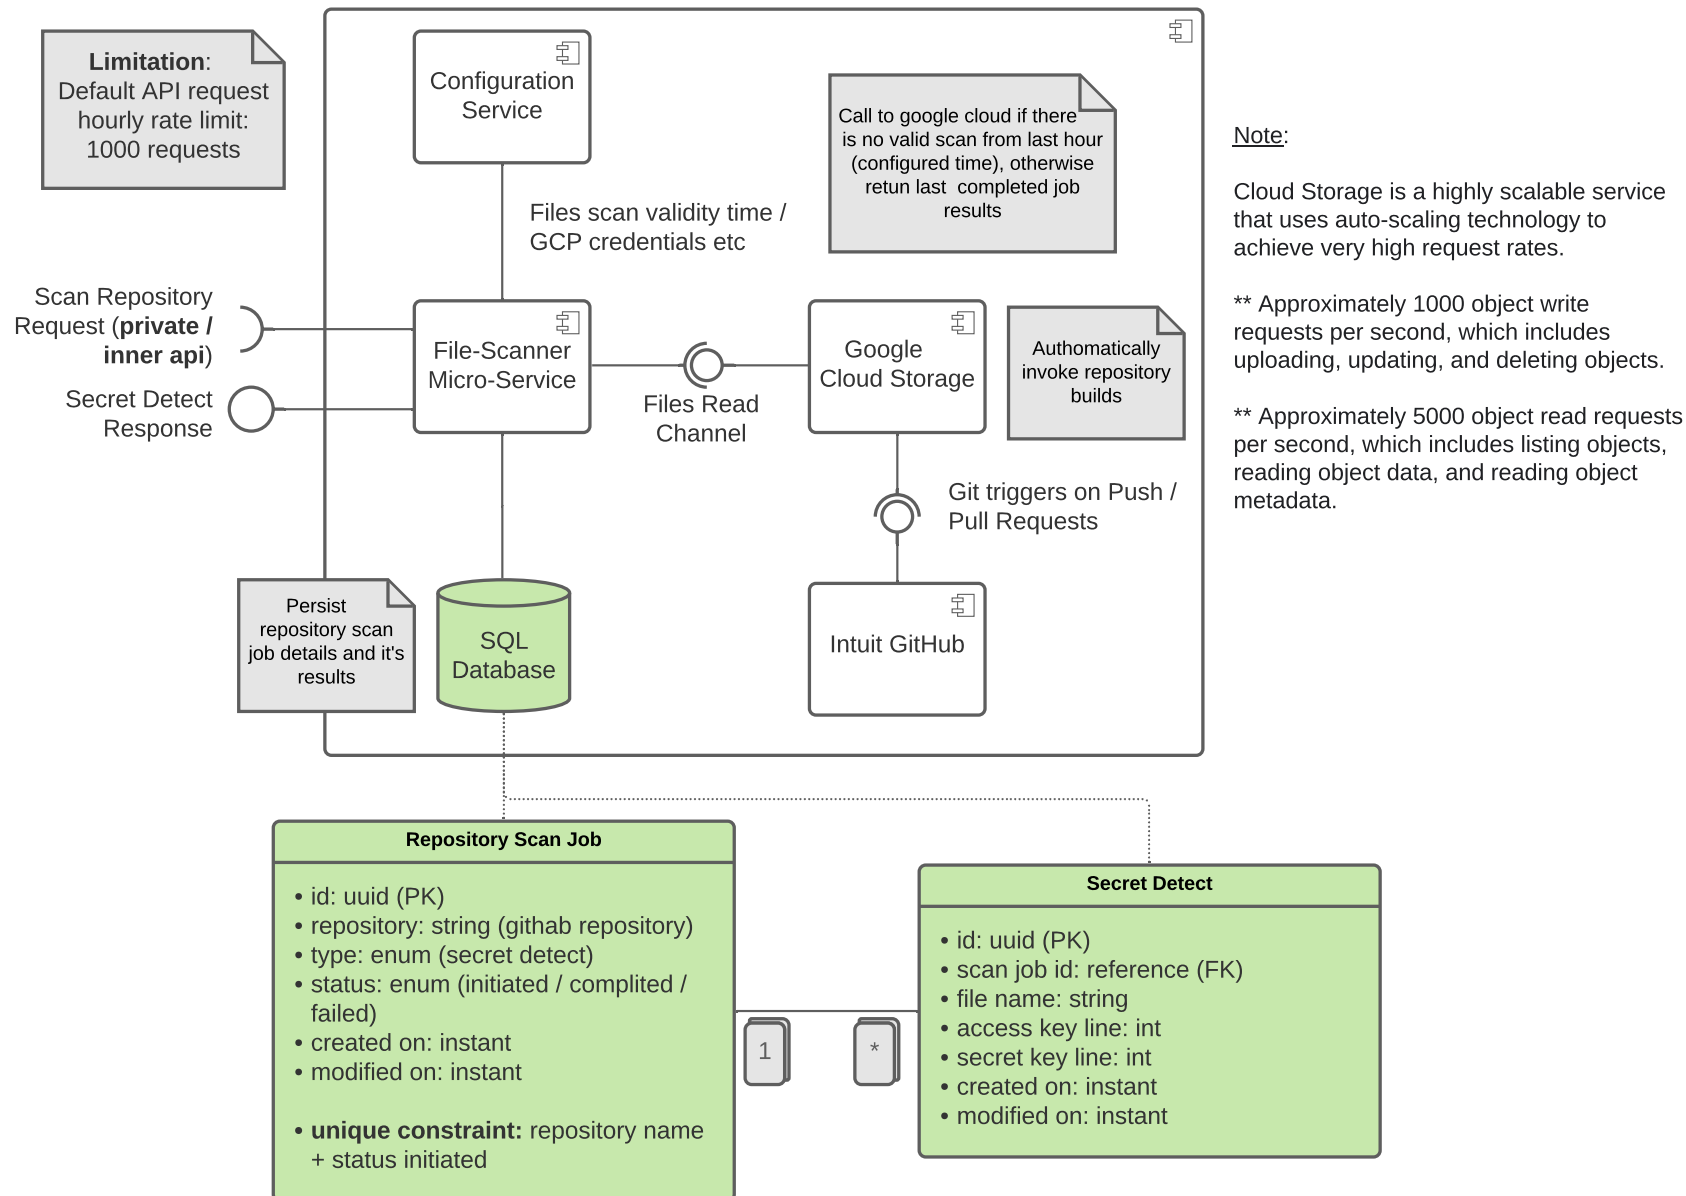 Limitation:
Default API request
hourly rate limit:
1000 requests
Configuration
Service
Call to google cloud if there
is no valid scan from last hour
(configured time), otherwise
retun last  completed job
results
Files scan validity time /
GCP credentials etc
Scan Repository
Request (private /
inner api)
Secret Detect
Response
File-Scanner
Micro-Service
Files Read
Channel
Google
Cloud Storage
Authomatically
invoke repository
builds
Git triggers on Push /
Pull Requests
Intuit GitHub
Persist
repository scan
job details and it's
results
SQL
Database
Note:
Cloud Storage is a highly scalable service
that uses auto-scaling technology to
achieve very high request rates.
** Approximately 1000 object write
requests per second, which includes
uploading, updating, and deleting objects.
** Approximately 5000 object read requests
per second, which includes listing objects,
reading object data, and reading object
metadata.
Repository Scan Job
• id: uuid (PK)
• repository: string (githab repository)
• type: enum (secret detect)
• status: enum (initiated / complited /
failed)
• created on: instant
• modified on: instant
• unique constraint: repository name
+ status initiated
1
*
Secret Detect
• id: uuid (PK)
• scan job id: reference (FK)
• file name: string
• access key line: int
• secret key line: int
• created on: instant
• modified on: instant